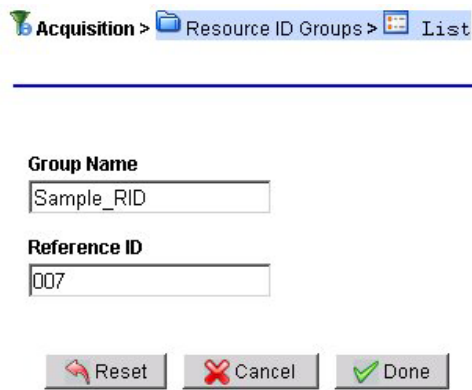 Acquisition > Resource ID Groups > List
Group Name
Sample_RID
Reference ID
007
Reset Cancel Done